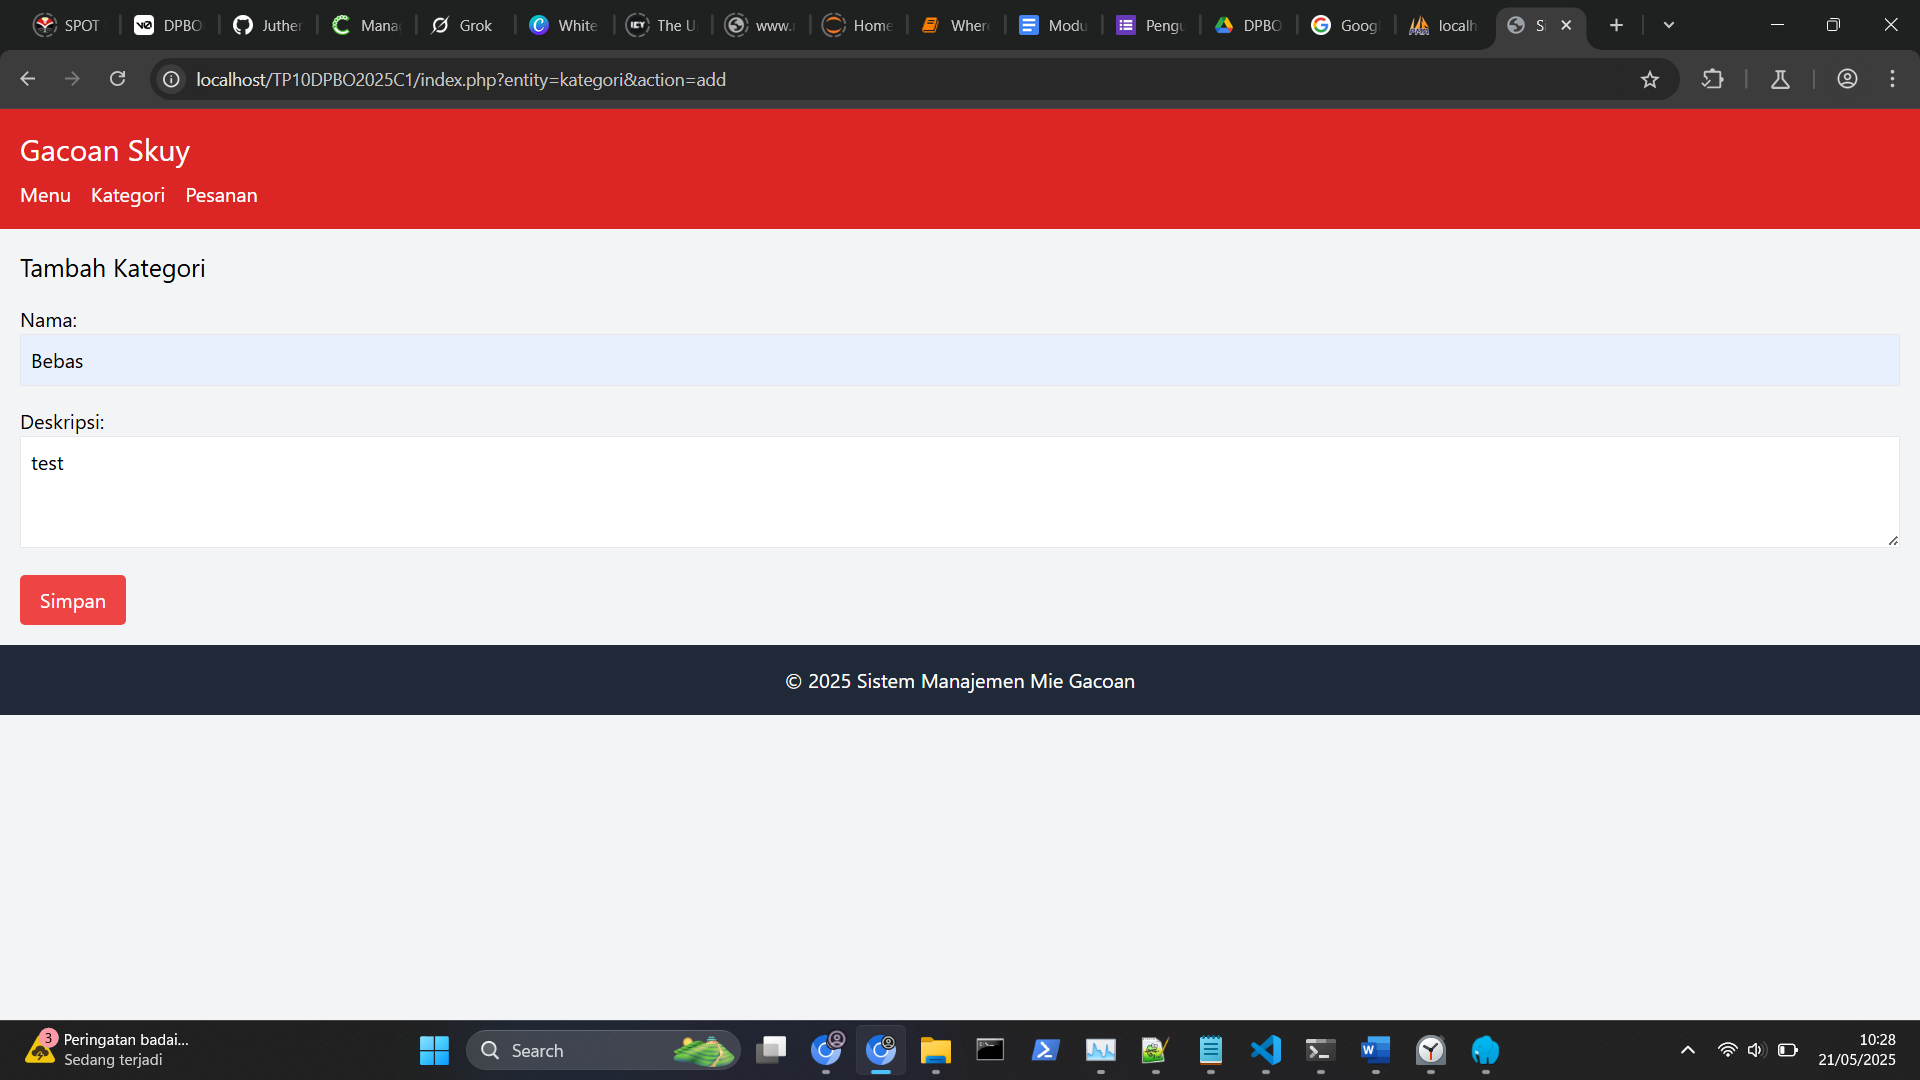 SPOT
DPBO
Juther
Mana
Grok
White
The U
www.
Home
Where
Modu
Pengu
DPBO
Goog
localh
localhost/TP10DPBO2025C1/index.php?entity=kategori&action=add
Gacoan Skuy
Menu Kategori Pesanan
Tambah Kategori
Nama:
Bebas
Deskripsi:
test
Simpan
© 2025 Sistem Manajemen Mie Gacoan
3
Peringatan badai...
Sedang terjadi
Search
10:28
21/05/2025